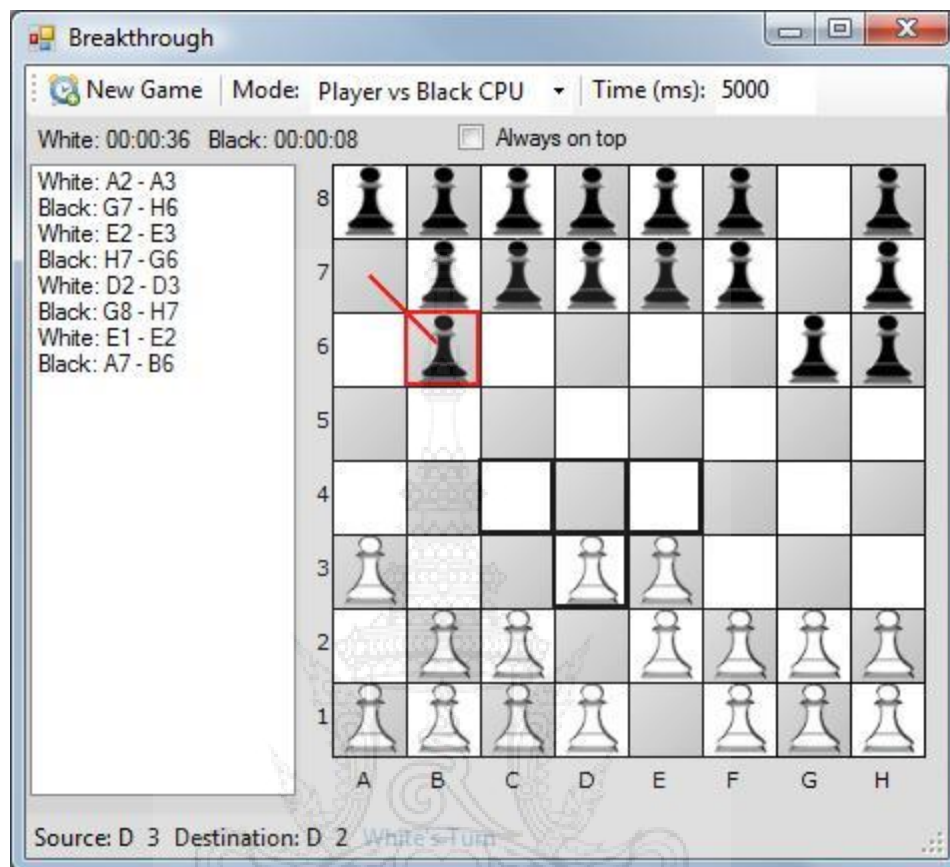 Breakthrough
New Game Mode: Player vs Black CPU Time (ms): 5000
White: 00:00:36 Black: 00:00:08 Always on top
White: A2 - A3
Black: G7 - H6
White: E2 - E3
Black: H7 - G6
White: D2 - D3
Black: G8 - H7
White: E1 - E2
Black: A7 - B6
8
7
6
5
4
3
2
1
A B C D E F G H
Source: D 3 Destination: D 2 White's Turn